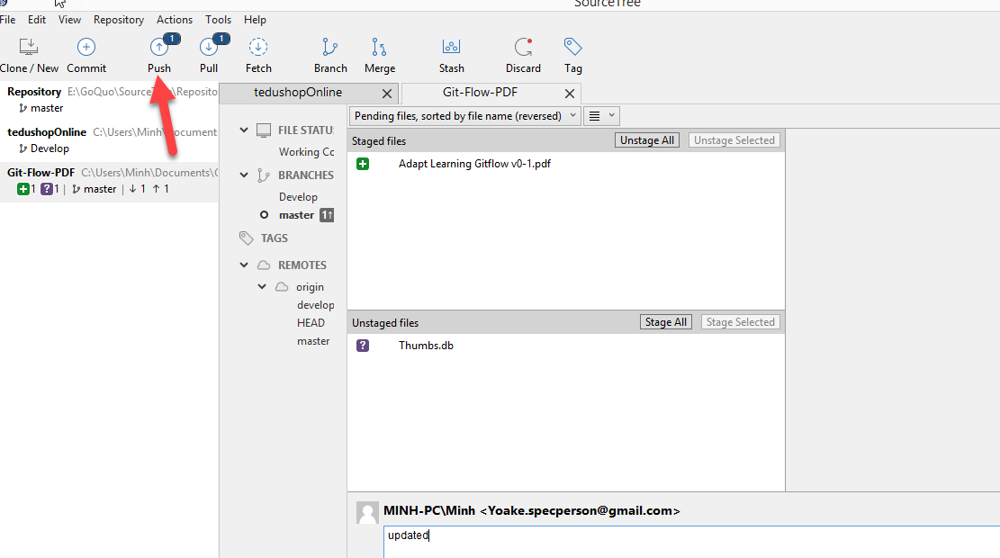 SourceTree
File Edit View Repository Actions Tools Help
1 1
Clone / New Commit Push Pull Fetch Branch Merge Stash Discard Tag
Repository E:\GoQuo\SourceTree\Reposito
master
tedushopOnline C:\Users\Minh\Document
Develop
Git-Flow-PDF C:\Users\Minh\Documents\G
1 ? 1 | master | ↓ 1 ↑ 1
tedushopOnline
Git-Flow-PDF
FILE STATU
Working Co
BRANCHES
Develop
master 1↑
TAGS
REMOTES
origin
develop
HEAD
master
Pending files, sorted by file name (reversed)
Staged files Unstage All Unstage Selected
Adapt Learning Gitflow v0-1.pdf
Unstaged files Stage All Stage Selected
? Thumbs.db
MINH-PC\Minh <Yoake.specperson@gmail.com>
updated